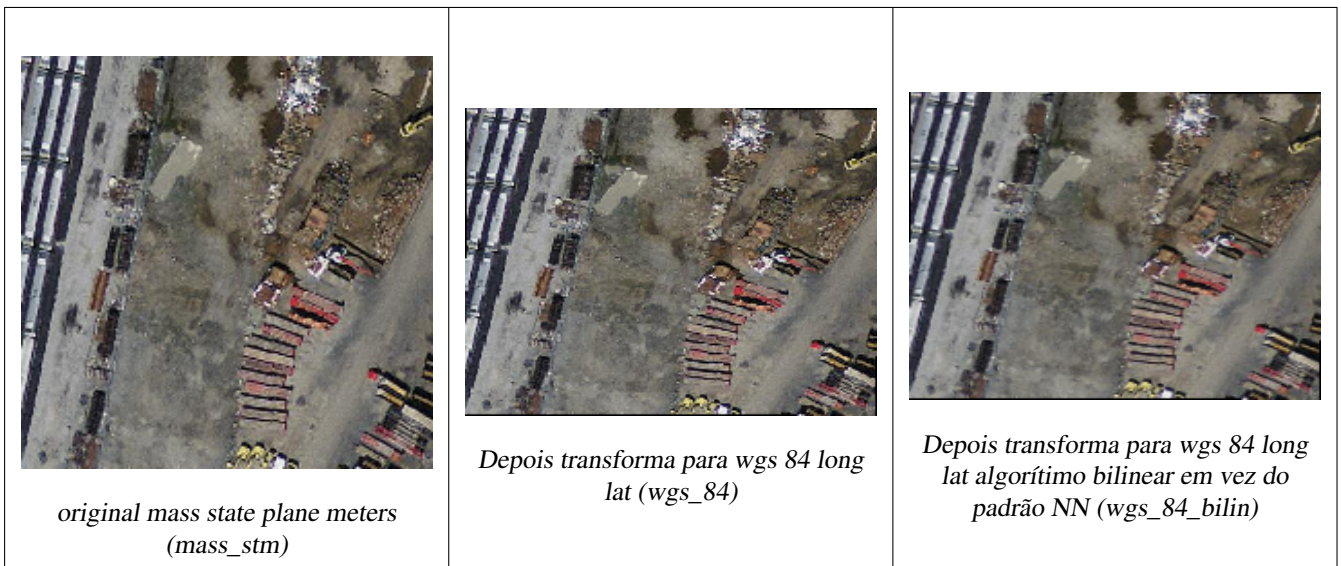 original mass state plane meters
(mass_stm)
Depois transforma para wgs 84 long
lat (wgs_84)
Depois transforma para wgs 84 long
lat algorítimo bilinear em vez do
padrão NN (wgs_84_bilin)